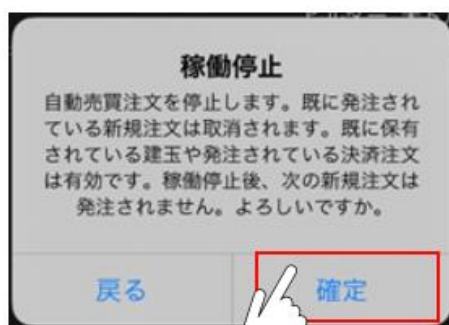 稼働停止
自動売買注文を停止します。既に発注され
ている新規注文は取消されます。既に保有
されている建玉や発注されている決済注文
は有効です。稼働停止後、次の新規注文は
発注されません。よろしいですか。
戻る
確定